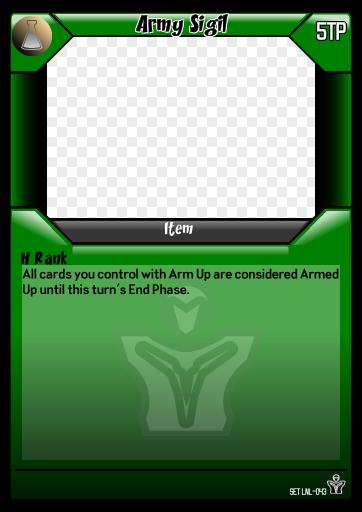 Army Sigil
5TP
Item
H Rank
All cards you control with Arm Up are considered Armed
Up until this turn's End Phase.
SET LNL-043